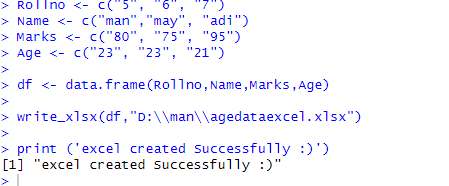 > Rollno <- c("5", "6", "7")
> Name <- c("man","may", "adi")
> Marks <- c("80", "75", "95")
> Age <- c("23", "23", "21")
>
> df <- data.frame(Rollno,Name,Marks,Age)
>
> write_xlsx(df,"D:\\man\\agedataexcel.xlsx")
>
> print ('excel created Successfully :)')
[1] "excel created Successfully :)"
>